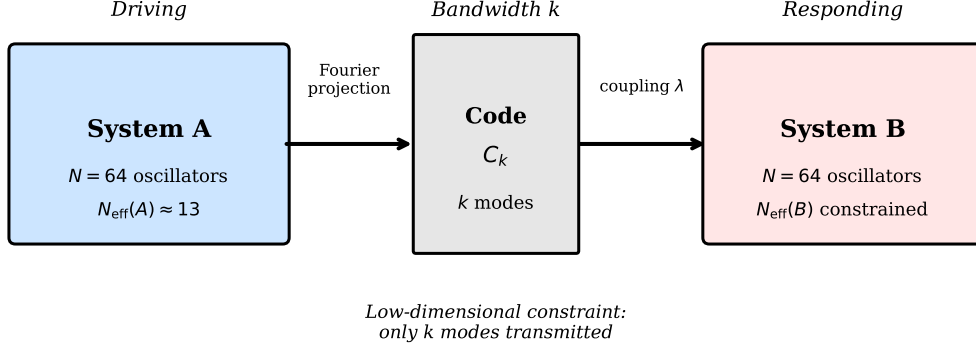 Driving
Bandwidth k
Responding
System A
N = 64 oscillators
N_eff(A) ≈ 13
Fourier
projection
Code
C_k
k modes
coupling λ
System B
N = 64 oscillators
N_eff(B) constrained
Low-dimensional constraint:
only k modes transmitted